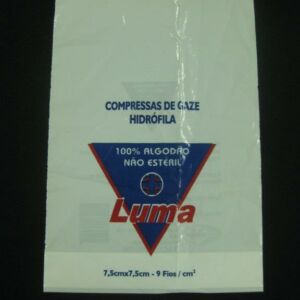 COMPRESSAS DE GAZE
HIDRÓFILA
100% ALGODÃO
NÃO ESTÉRIL
Luma
7,5cmx7,5cm - 9 Fios / cm²